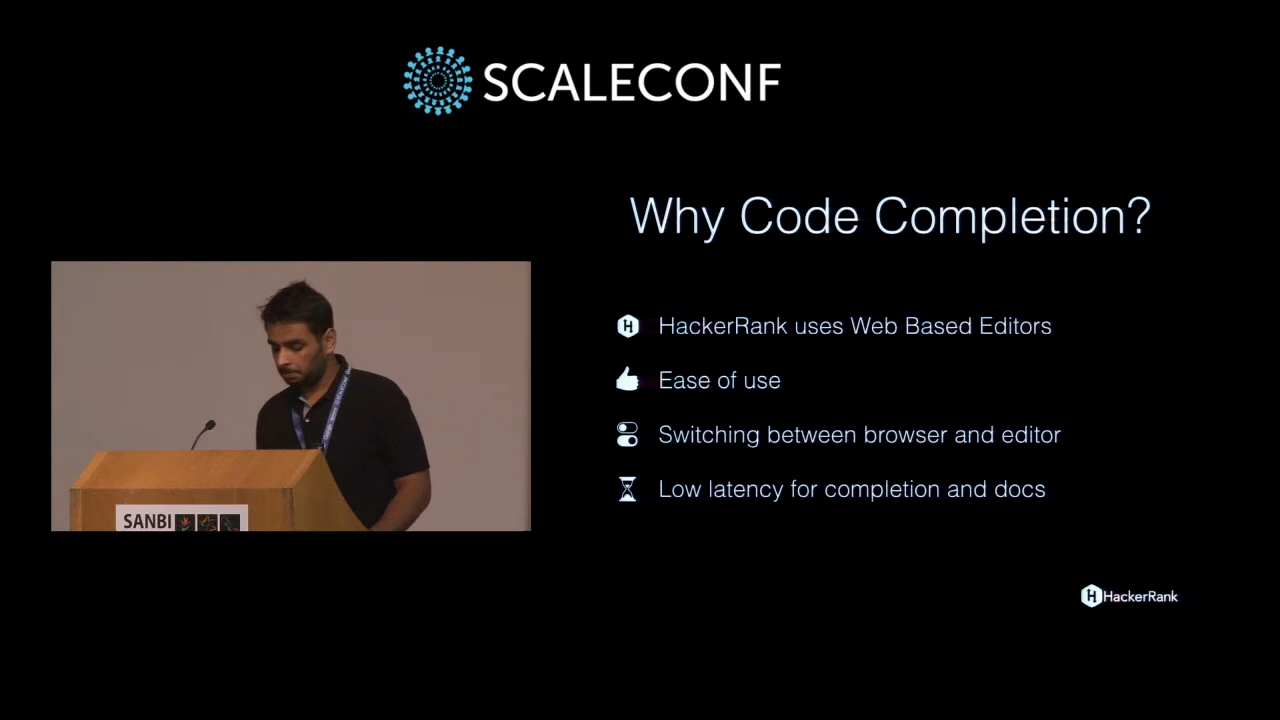 SCALECONF
Why Code Completion?
HackerRank uses Web Based Editors
Ease of use
Switching between browser and editor
Low latency for completion and docs
SANBI
HackerRank